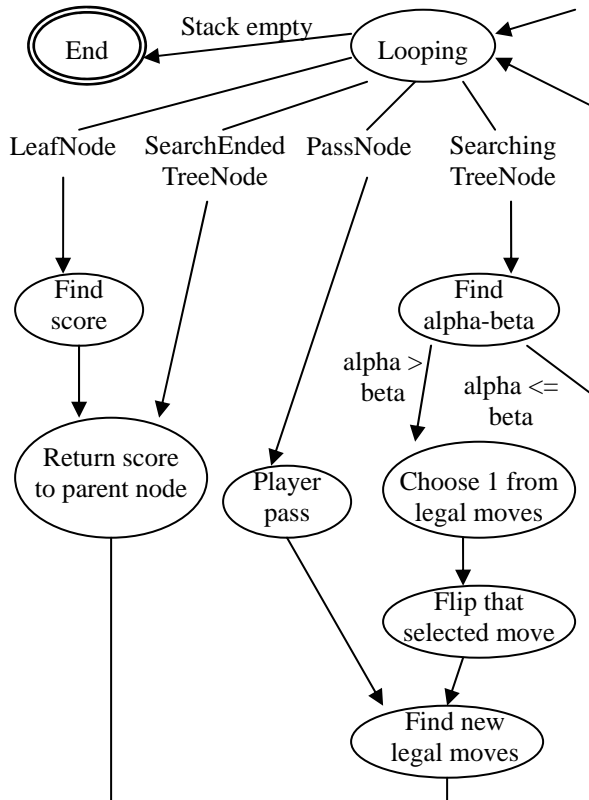 Stack empty
End
Looping
LeafNode
SearchEnded
TreeNode
PassNode
Searching
TreeNode
Find
score
Find
alpha-beta
alpha >
beta
alpha <=
beta
Return score
to parent node
Player
pass
Choose 1 from
legal moves
Flip that
selected move
Find new
legal moves